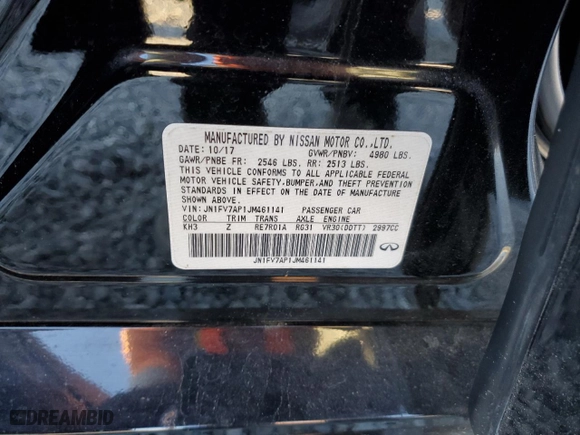 MANUFACTURED BY NISSAN MOTOR CO.,LTD.
DATE: 10/17 GVWR/PNBV: 4980 LBS.
GAWR/PNBE FR: 2546 LBS. RR: 2513 LBS.
THIS VEHICLE CONFORMS TO ALL APPLICABLE FEDERAL
MOTOR VEHICLE SAFETY,BUMPER,AND THEFT PREVENTION
STANDARDS IN EFFECT ON THE DATE OF MANUFACTURE
SHOWN ABOVE.
VIN: JN1FV7AP1JM461141 PASSENGER CAR
COLOR TRIM TRANS AXLE ENGINE
KH3 Z RE7R01A RG31 VR30(DDTT) 2997CC
INFINITI
JN1FV7AP1JM461141
DREAMBID